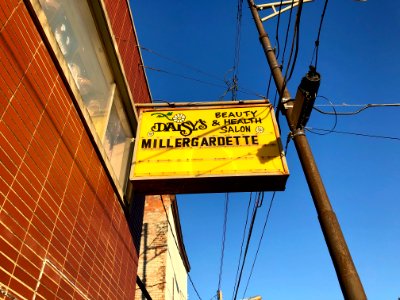 DAISY'S
BEAUTY
& HEALTH
SALON
MILLERGARDETTE